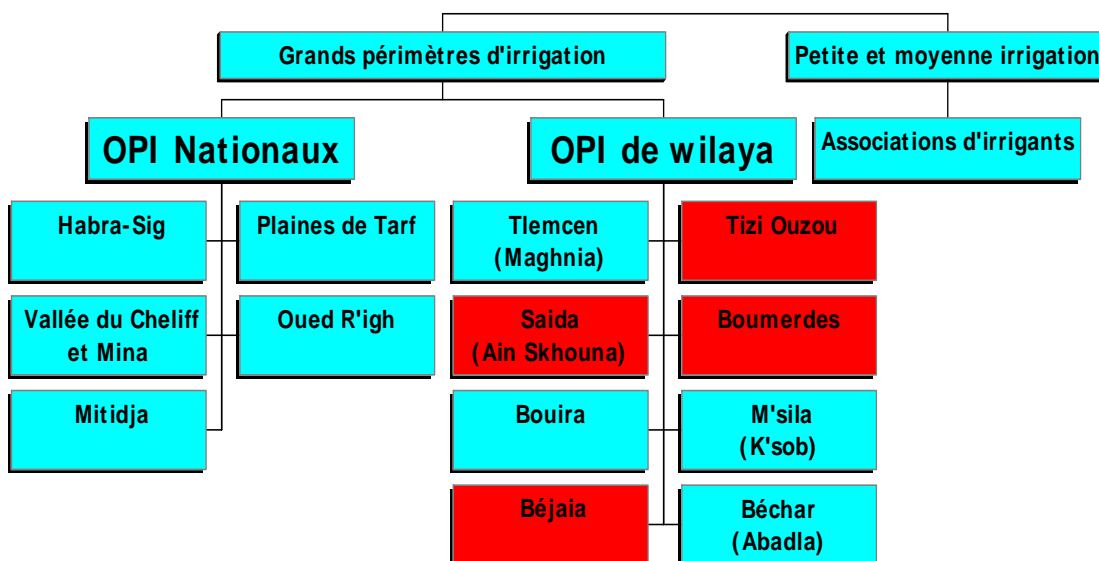 Grands périmètres d'irrigation
Petite et moyenne irrigation
OPI Nationaux
OPI de wilaya
Associations d'irrigants
Habra-Sig
Plaines de Tarf
Tlemcen
(Maghnia)
Tizi Ouzou
Vallée du Cheliff
et Mina
Oued R'igh
Saida
(Ain Skhouna)
Boumerdes
Mitidja
Bouira
M'sila
(K'sob)
Béjaia
Béchar
(Abadla)